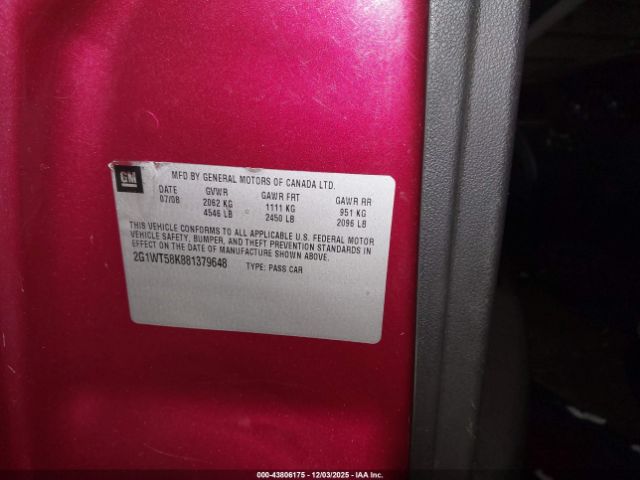 GM
MFD BY GENERAL MOTORS OF CANADA LTD.
DATE GVWR GAWR FRT GAWR RR
07/08 2062 KG 1111 KG 951 KG
4546 LB 2450 LB 2096 LB
THIS VEHICLE CONFORMS TO ALL APPLICABLE U.S. FEDERAL MOTOR
VEHICLE SAFETY, BUMPER, AND THEFT PREVENTION STANDARDS IN
EFFECT ON THE DATE OF MANUFACTURE SHOWN ABOVE.
2G1WT58K881379648
TYPE: PASS CAR
000-43806175 - 12/03/2025 - IAA Inc.